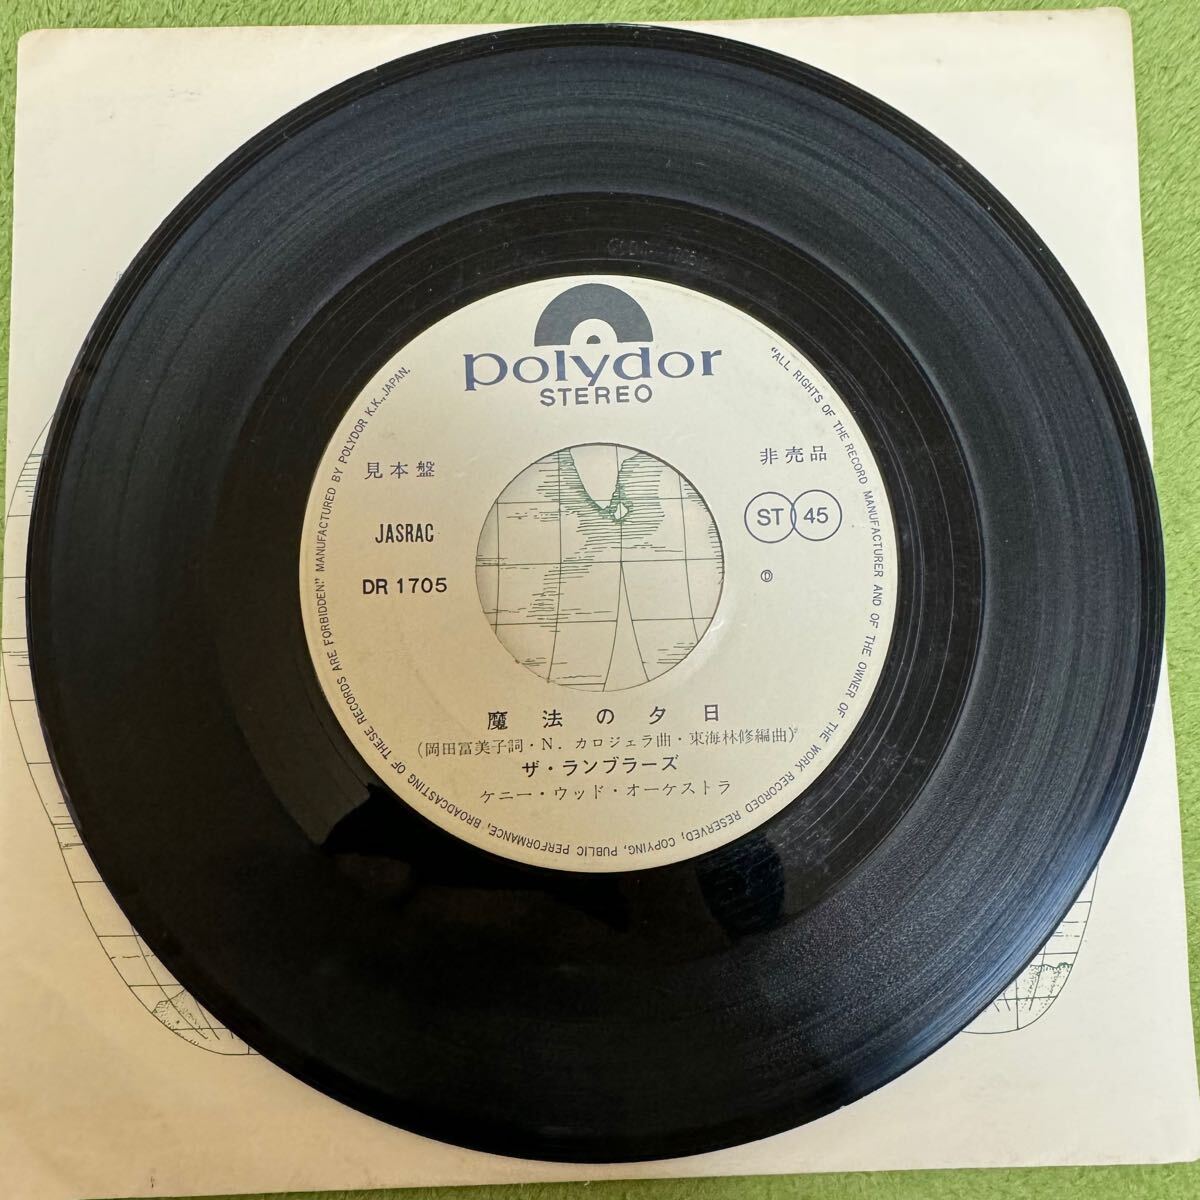 polydor
STEREO
見本盤
非売品
JASRAC
ST 45
DR 1705
Ⓓ
魔法の夕日
(岡田冨美子詞・N. カロジェラ曲・東海林修編曲)
ザ・ランブラーズ
ケニー・ウッド・オーケストラ
"ALL RIGHTS OF THE RECORD MANUFACTURER AND OF THE OWNER OF THE WORK RECORDED RESERVED, COPYING, PUBLIC PERFORMANCE, BROADCASTING OF THESE RECORDS ARE FORBIDDEN." MANUFACTURED BY POLYDOR K.K., JAPAN.